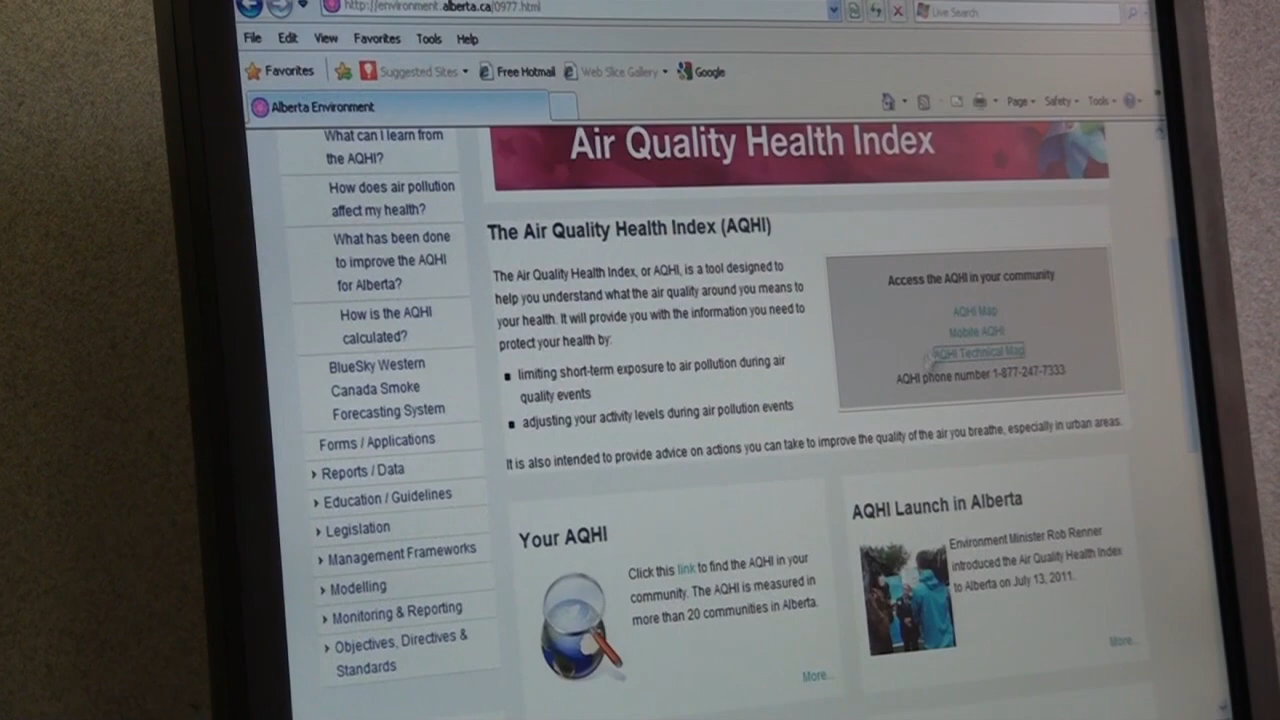 http://environment.alberta.ca/0977.html
Live Search
File Edit View Favorites Tools Help
Favorites Suggested Sites Free Hotmail Web Slice Gallery Google
Alberta Environment
Page Safety Tools
What can I learn from
the AQHI?
How does air pollution
affect my health?
What has been done
to improve the AQHI
for Alberta?
How is the AQHI
calculated?
BlueSky Western
Canada Smoke
Forecasting System
Forms / Applications
Reports / Data
Education / Guidelines
Legislation
Management Frameworks
Modelling
Monitoring & Reporting
Objectives, Directives &
Standards
Air Quality Health Index
The Air Quality Health Index (AQHI)
The Air Quality Health Index, or AQHI, is a tool designed to
help you understand what the air quality around you means to
your health. It will provide you with the information you need to
protect your health by:
limiting short-term exposure to air pollution during air
quality events
adjusting your activity levels during air pollution events
Access the AQHI in your community
AQHI Map
Mobile AQHI
AQHI Technical Map
AQHI phone number 1-877-247-7333
It is also intended to provide advice on actions you can take to improve the quality of the air you breathe, especially in urban areas.
Your AQHI
Click this link to find the AQHI in your
community. The AQHI is measured in
more than 20 communities in Alberta.
More...
AQHI Launch in Alberta
Environment Minister Rob Renner
introduced the Air Quality Health Index
to Alberta on July 13, 2011.
More...